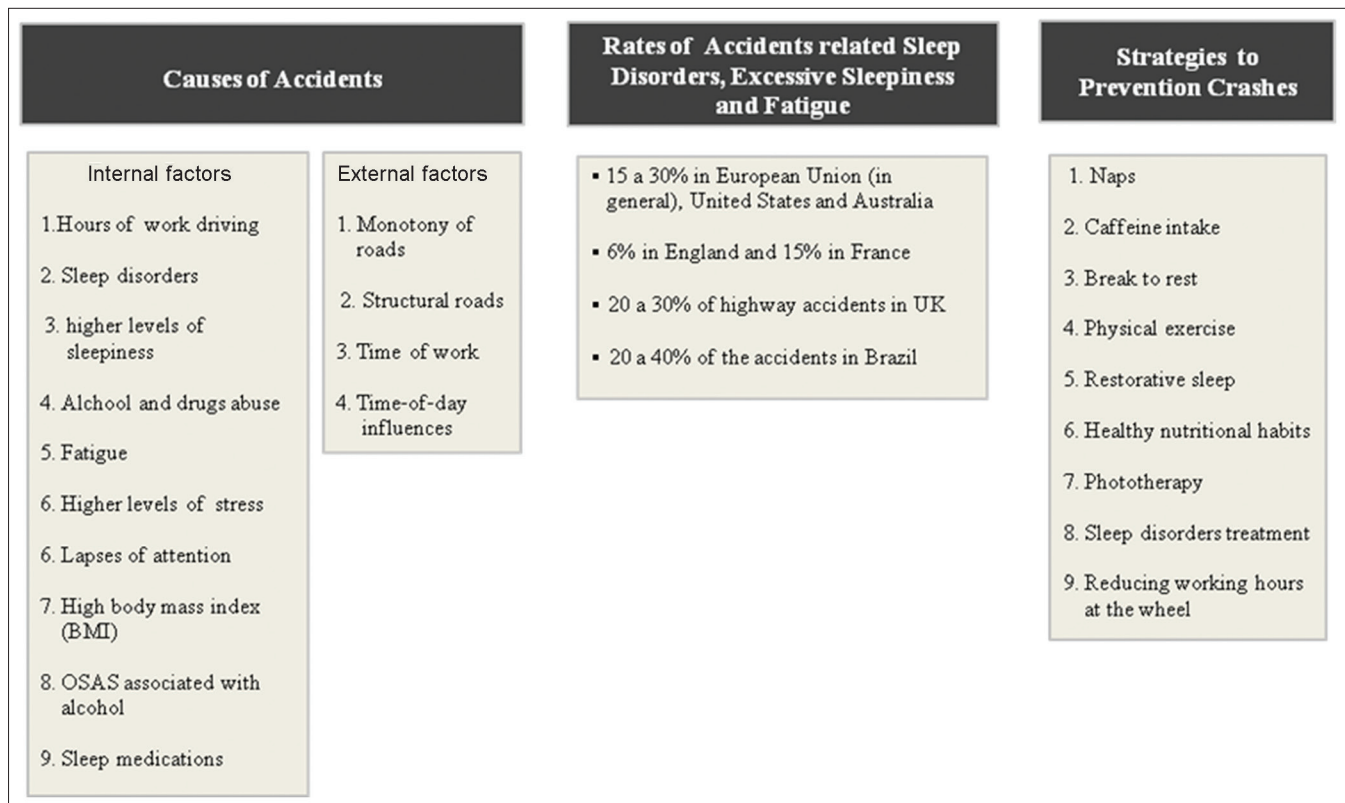 Causes of Accidents
Internal factors
1.Hours of work driving
2. Sleep disorders
3. higher levels of
sleepiness
4. Alchool and drugs abuse
5. Fatigue
6. Higher levels of stress
6. Lapses of attention
7. High body mass index
(BMI)
8. OSAS associated with
alcohol
9. Sleep medications
External factors
1. Monotony of
roads
2. Structural roads
3. Time of work
4. Time-of-day
influences
Rates of Accidents related Sleep
Disorders, Excessive Sleepiness
and Fatigue
▪ 15 a 30% in European Union (in
general), United States and Australia
▪ 6% in England and 15% in France
▪ 20 a 30% of highway accidents in UK
▪ 20 a 40% of the accidents in Brazil
Strategies to
Prevention Crashes
1. Naps
2. Caffeine intake
3. Break to rest
4. Physical exercise
5. Restorative sleep
6. Healthy nutritional habits
7. Phototherapy
8. Sleep disorders treatment
9. Reducing working hours
at the wheel